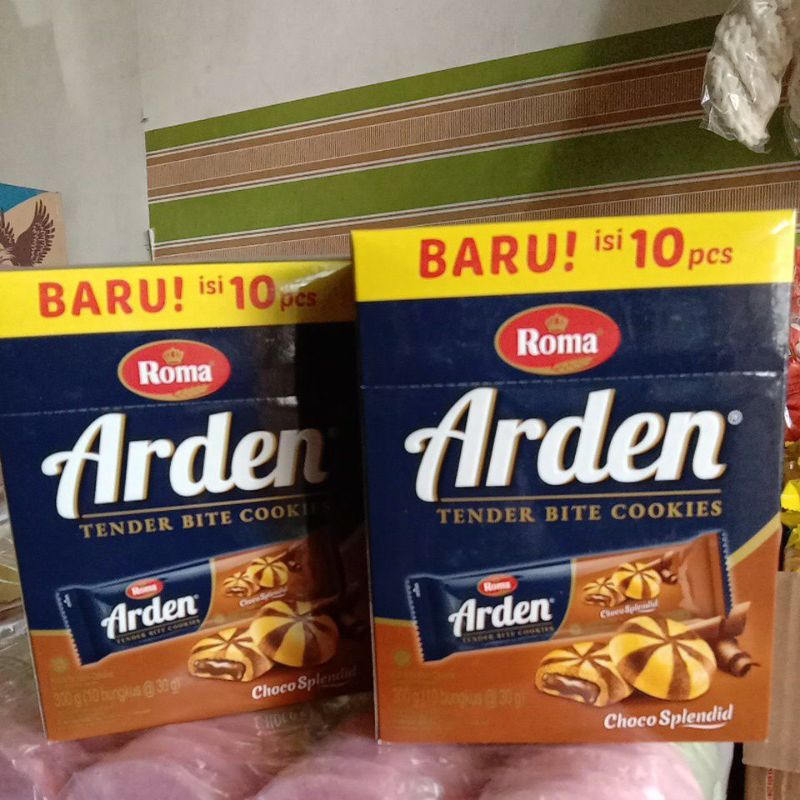 BARU! isi 10 pcs
Roma
Arden
TENDER BITE COOKIES
Roma
Arden
TENDER BITE COOKIES
Choco Splendid
300 g (10 bungkus @ 30 g)
Choco Splendid
BARU! isi 10 pcs
Roma
Arden®
TENDER BITE COOKIES
Roma
Arden
TENDER BITE COOKIES
Choco Splendid
300 g (10 bungkus @ 30 g)
Choco Splendid